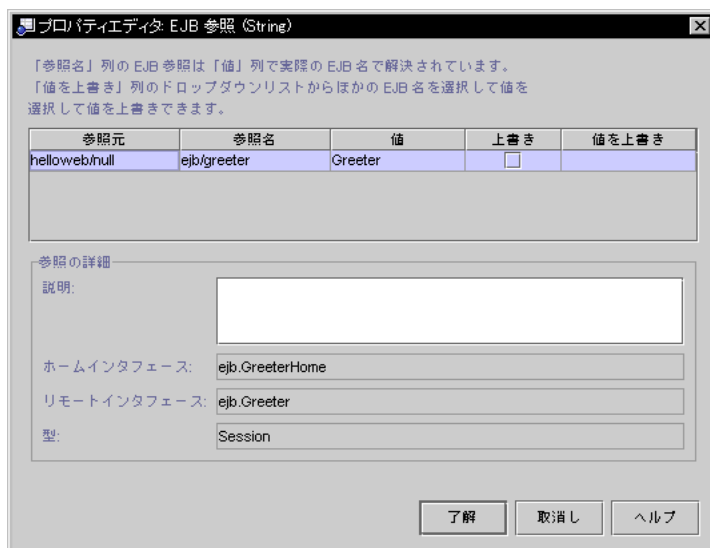 プロパティエディタ: EJB 参照 (String)
「参照名」列の EJB 参照は「値」列で実際の EJB 名で解決されています。
「値を上書き」列のドロップダウンリストからほかの EJB 名を選択して値を
選択して値を上書きできます。
参照元 参照名 値 上書き 値を上書き
helloweb/null ejb/greeter Greeter
参照の詳細
説明:
ホームインタフェース: ejb.GreeterHome
リモートインタフェース: ejb.Greeter
型: Session
了解 取消し ヘルプ